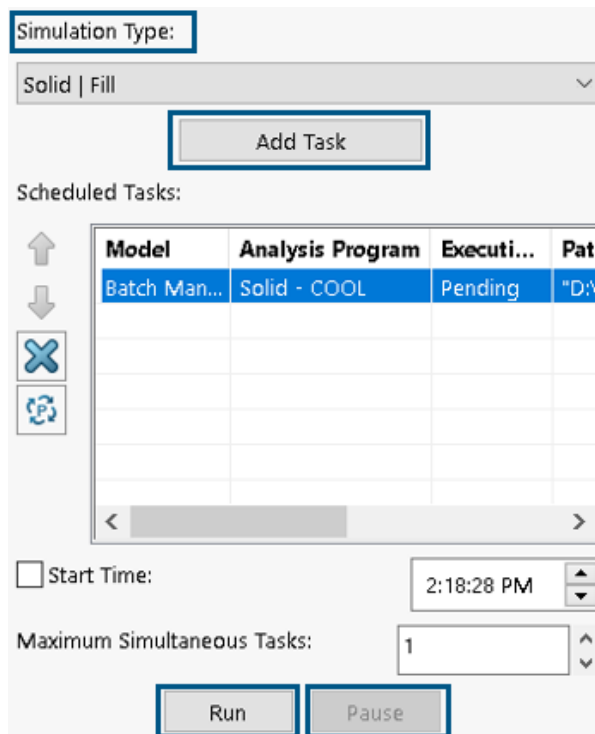 Simulation Type:
Solid | Fill
Add Task
Scheduled Tasks:
Model Analysis Program Executi... Pat
Batch Man... Solid - COOL Pending "D:\
Start Time:
2:18:28 PM
Maximum Simultaneous Tasks:
1
Run Pause